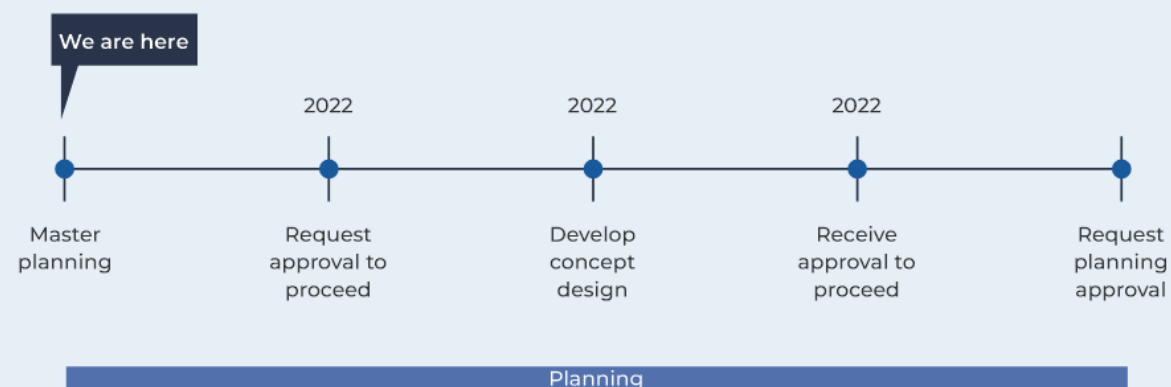 We are here
2022
2022
2022
Master
planning
Request
approval to
proceed
Develop
concept
design
Receive
approval to
proceed
Request
planning
approval
Planning